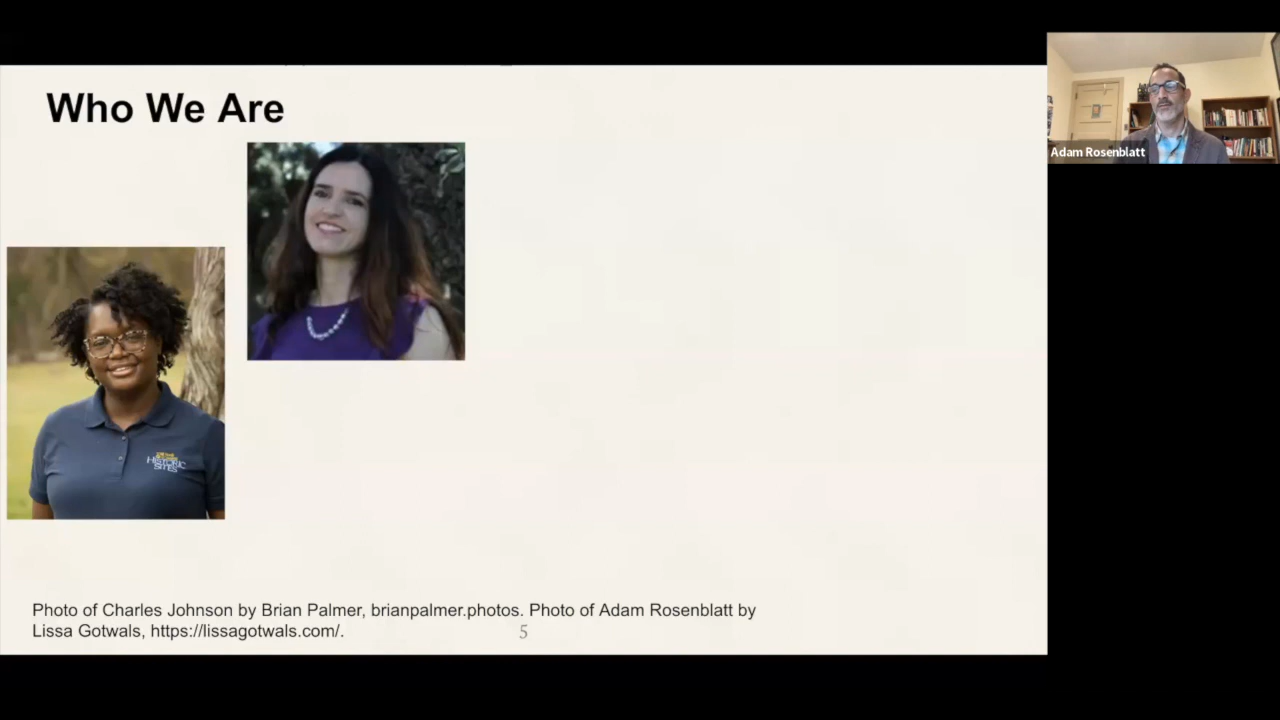 Who We Are
Adam Rosenblatt
HISTORIC
SITES
Photo of Charles Johnson by Brian Palmer, brianpalmer.photos. Photo of Adam Rosenblatt by
Lissa Gotwals, https://lissagotwals.com/.
5